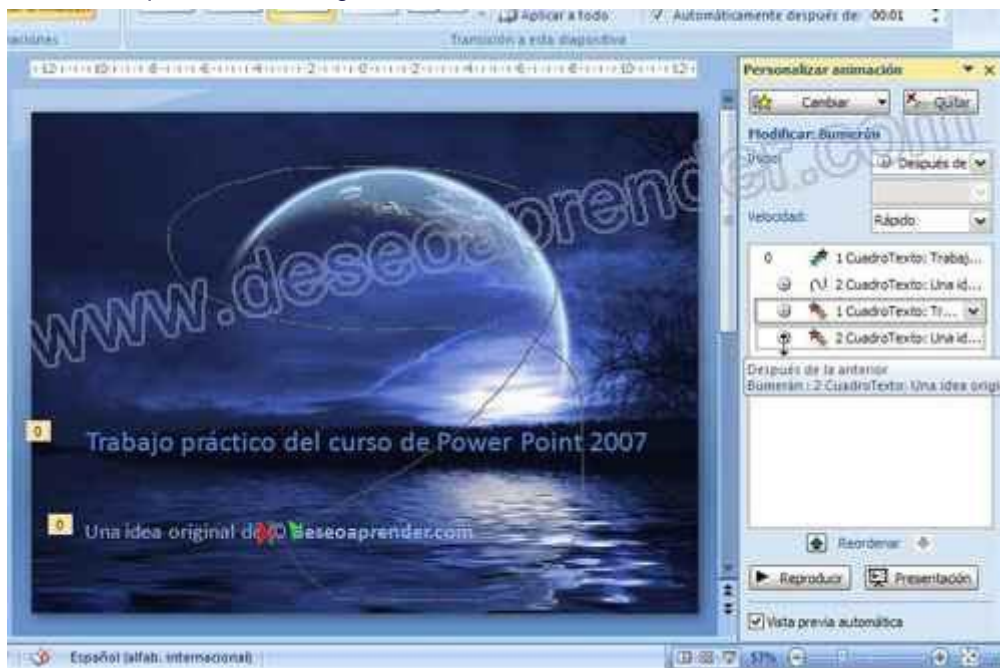 Aplicar a todo
Automáticamente después de: 00:01
Transición a esta diapositiva
Personalizar animación
Cambiar
Quitar
Modificar: Bumerán
Inicio:
Después de
Velocidad:
Rápido
0 1 CuadroTexto: Trabaj...
2 CuadroTexto: Una id...
1 CuadroTexto: Tr...
2 CuadroTexto: Una id...
Después de la anterior
Bumerán : 2 CuadroTexto: Una idea origi
www.deseoaprender.com
0
Trabajo práctico del curso de Power Point 2007
0
Una idea original de deseoaprender.com
Reordenar
Reproducir
Presentación
Vista previa automática
Español (alfab. internacional)
57%